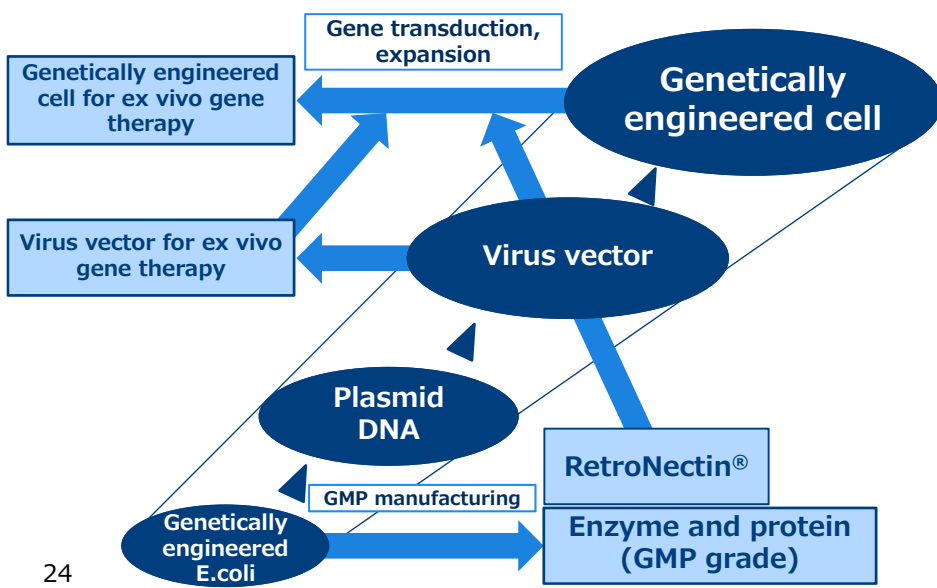 Gene transduction,
expansion
Genetically engineered
cell for ex vivo gene
therapy
Genetically
engineered cell
Virus vector for ex vivo
gene therapy
Virus vector
Plasmid
DNA
RetroNectin®
GMP manufacturing
Genetically
engineered
E.coli
Enzyme and protein
(GMP grade)
24